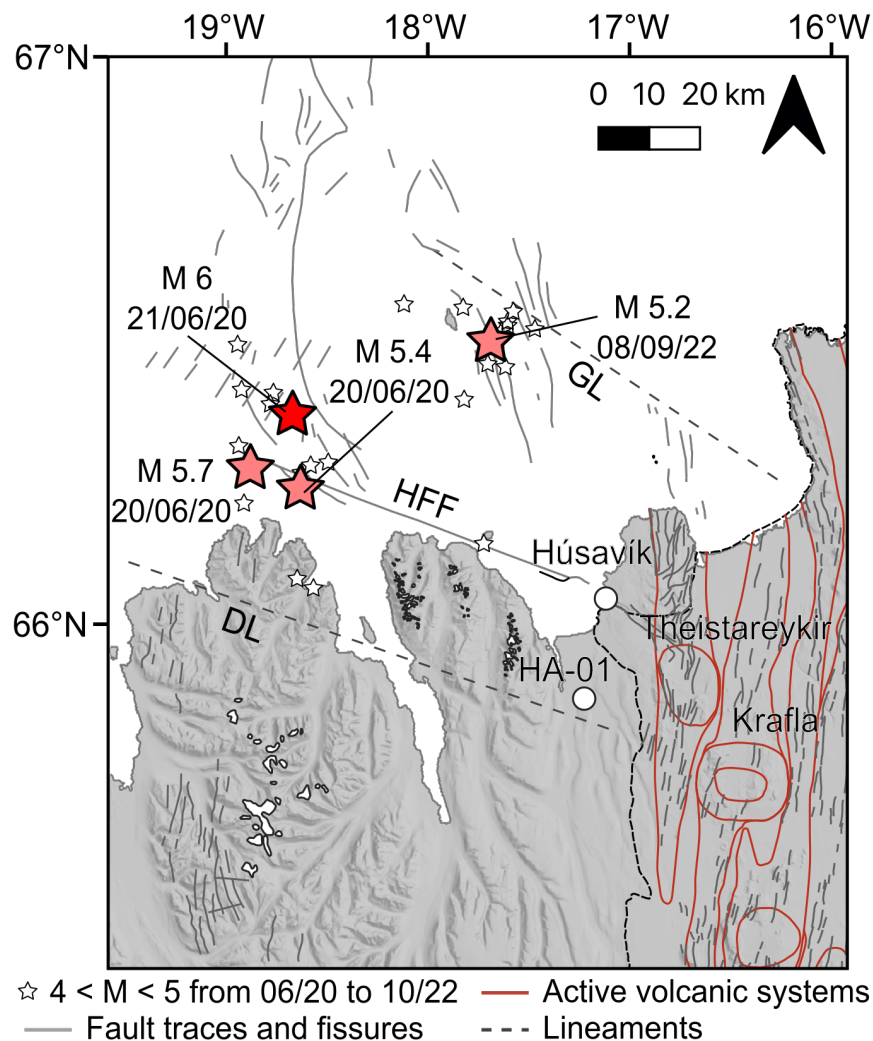 19°W 18°W 17°W 16°W
67°N
0 10 20 km
M 6
21/06/20
M 5.2
08/09/22
M 5.4
20/06/20
GL
M 5.7
20/06/20
HFF
Húsavík
66°N
DL
Theistareykir
HA-01
Krafla
4 < M < 5 from 06/20 to 10/22
Active volcanic systems
Fault traces and fissures
Lineaments